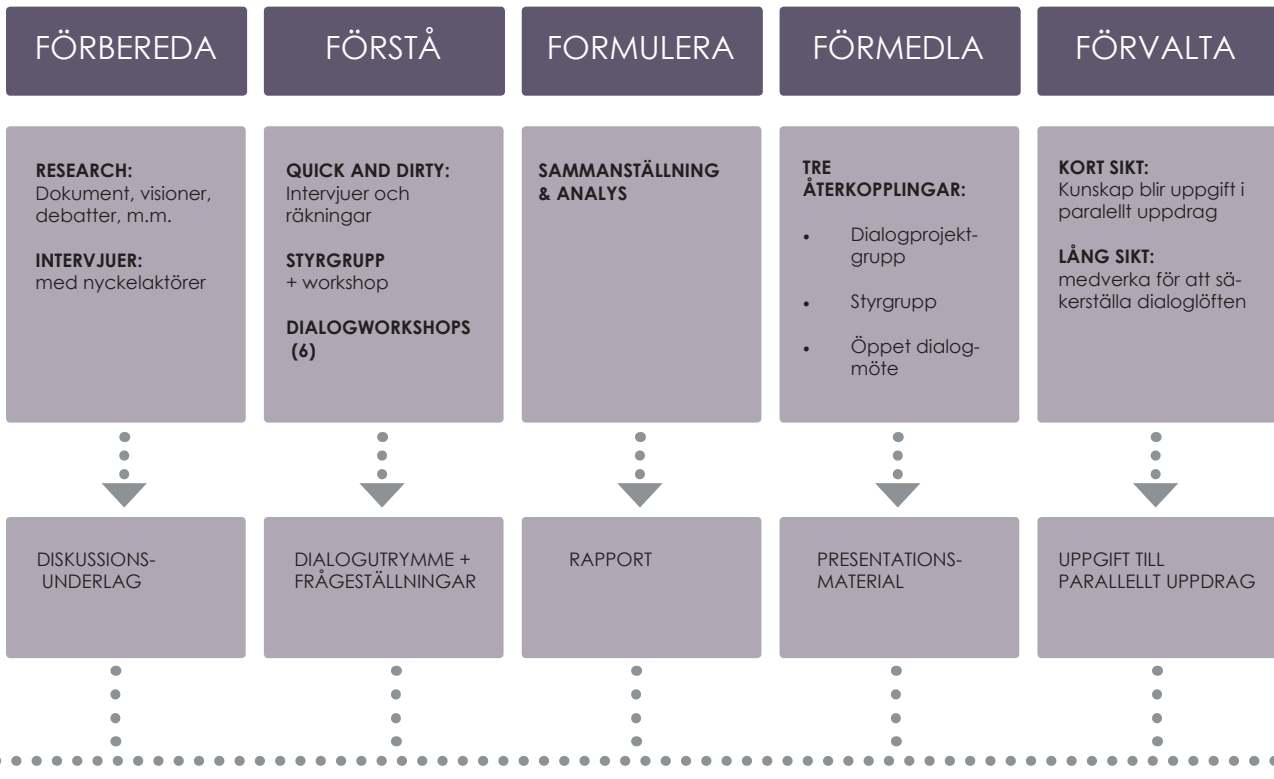 FÖRBEREDA
FÖRSTÅ
FORMULERA
FÖRMEDLA
FÖRVALTA
RESEARCH:
Dokument, visioner,
debatter, m.m.
INTERVJUER:
med nyckelaktörer
QUICK AND DIRTY:
Intervjuer och
räkningar
STYRGRUPP
+ workshop
DIALOGWORKSHOPS
(6)
SAMMANSTÄLLNING
& ANALYS
TRE
ÅTERKOPPLINGAR:
• Dialogprojekt-
grupp
• Styrgrupp
• Öppet dialog-
möte
KORT SIKT:
Kunskap blir uppgift i
paralellt uppdrag
LÅNG SIKT:
medverka för att sä-
kerställa dialoglöften
DISKUSSIONS-
UNDERLAG
DIALOGUTRYMME +
FRÅGESTÄLLNINGAR
RAPPORT
PRESENTATIONS-
MATERIAL
UPPGIFT TILL
PARALLELLT UPPDRAG